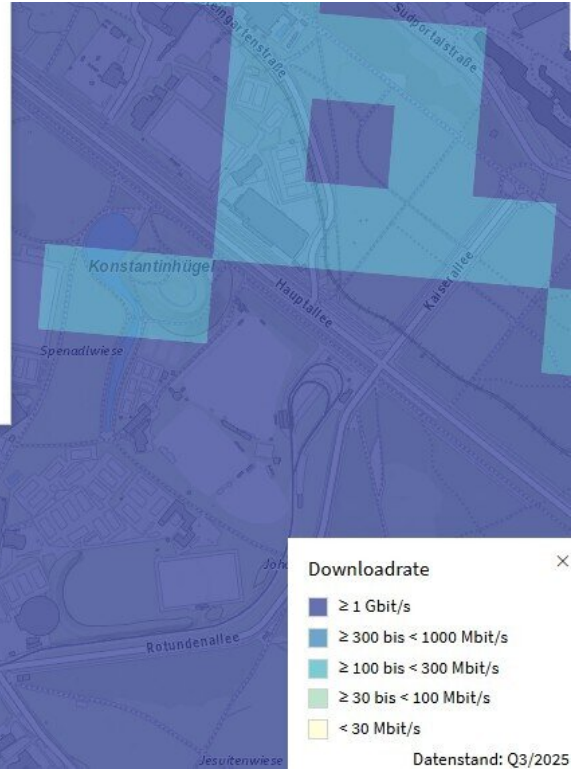 Südportalstraße
Konstantinhügel
Hauptallee
Kaiserallee
Spenadlwiese
Rotundenallee
Jesuitenwiese
Downloadrate
≥ 1 Gbit/s
≥ 300 bis < 1000 Mbit/s
≥ 100 bis < 300 Mbit/s
≥ 30 bis < 100 Mbit/s
< 30 Mbit/s
Datenstand: Q3/2025